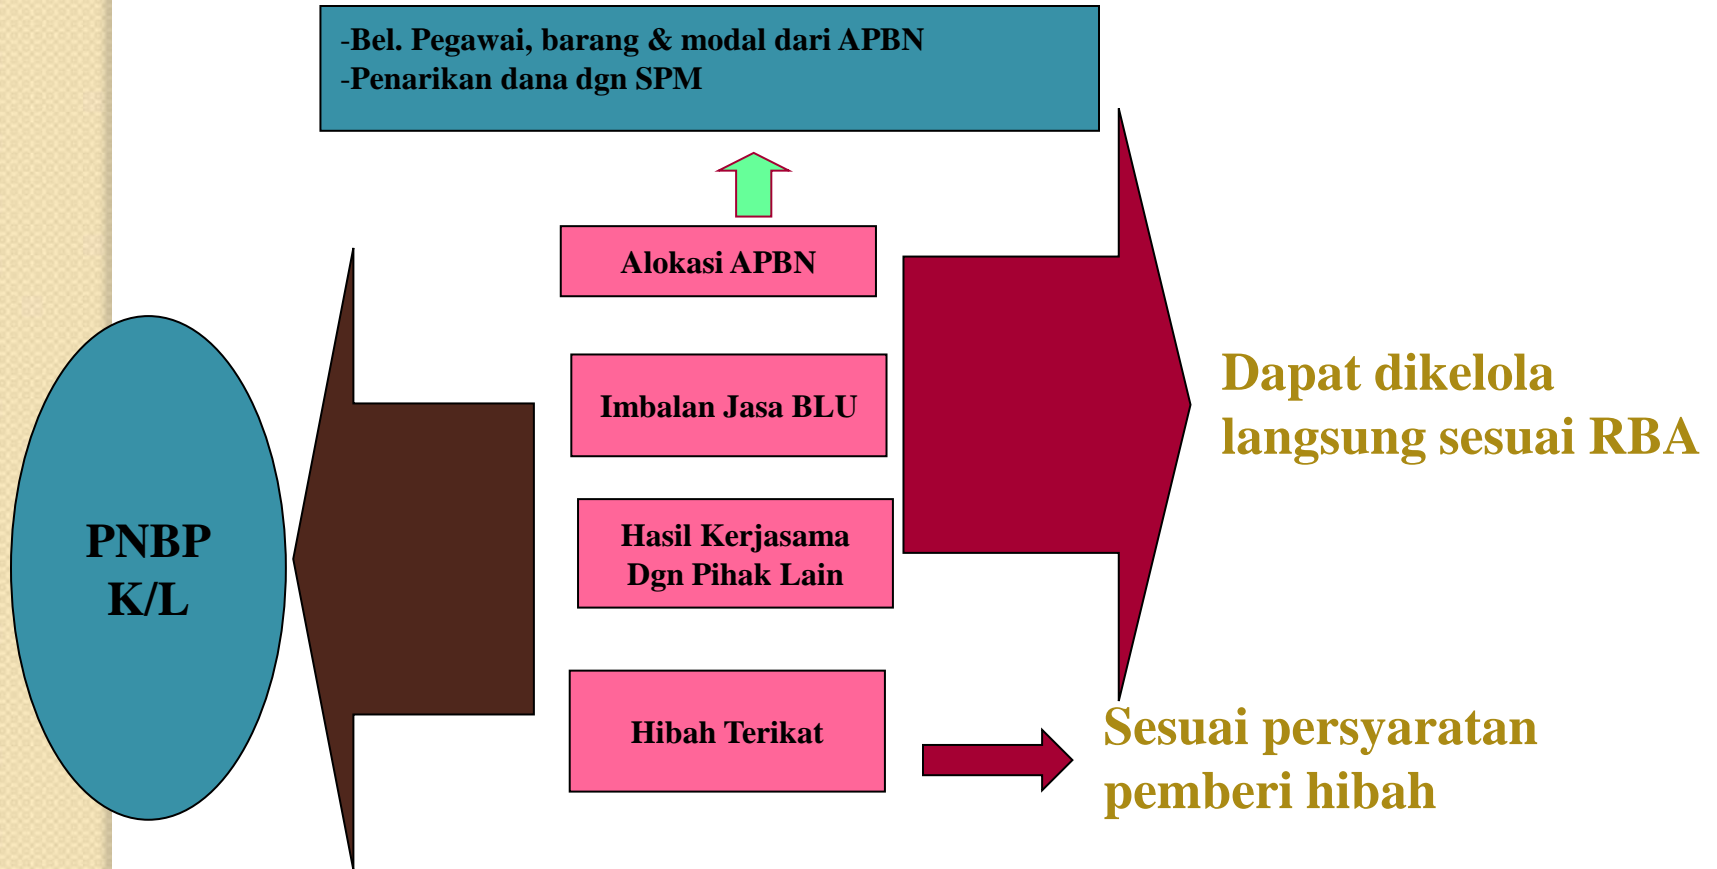 -Bel. Pegawai, barang & modal dari APBN
-Penarikan dana dgn SPM
Alokasi APBN
Imbalan Jasa BLU
Hasil Kerjasama
Dgn Pihak Lain
Hibah Terikat
PNBP
K/L
Dapat dikelola
langsung sesuai RBA
Sesuai persyaratan
pemberi hibah